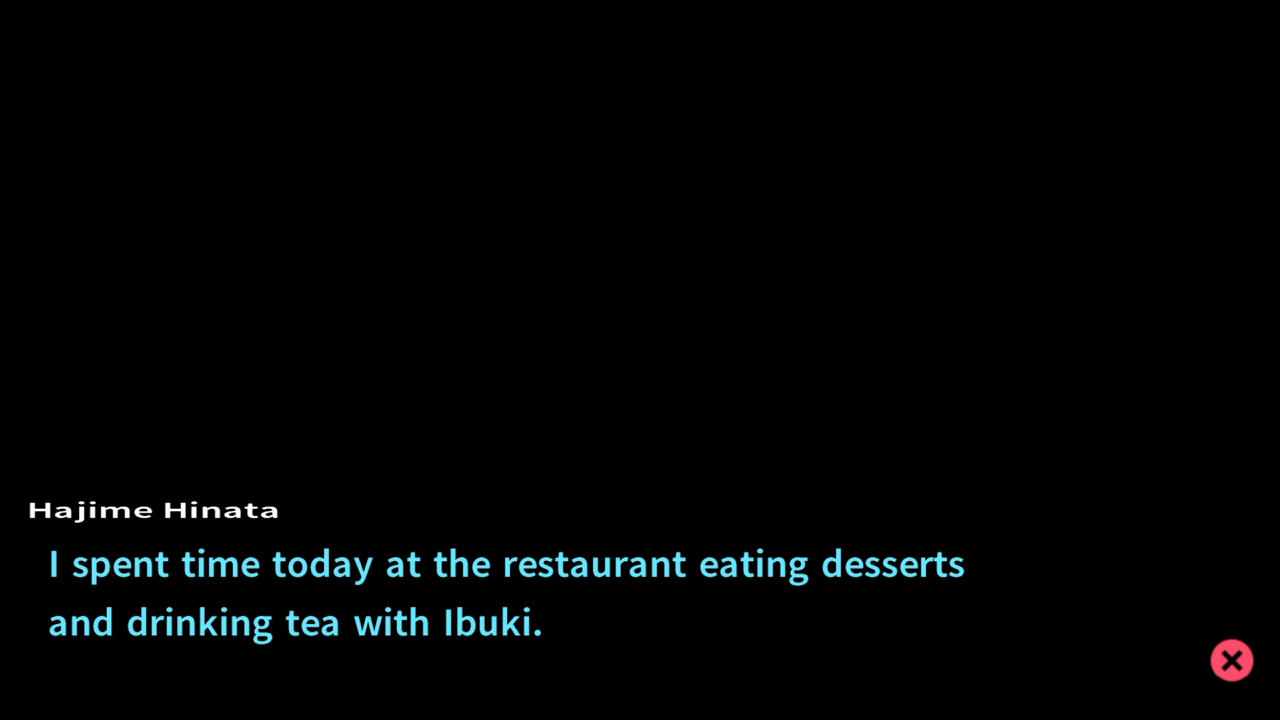 Hajime Hinata
I spent time today at the restaurant eating desserts
and drinking tea with Ibuki.